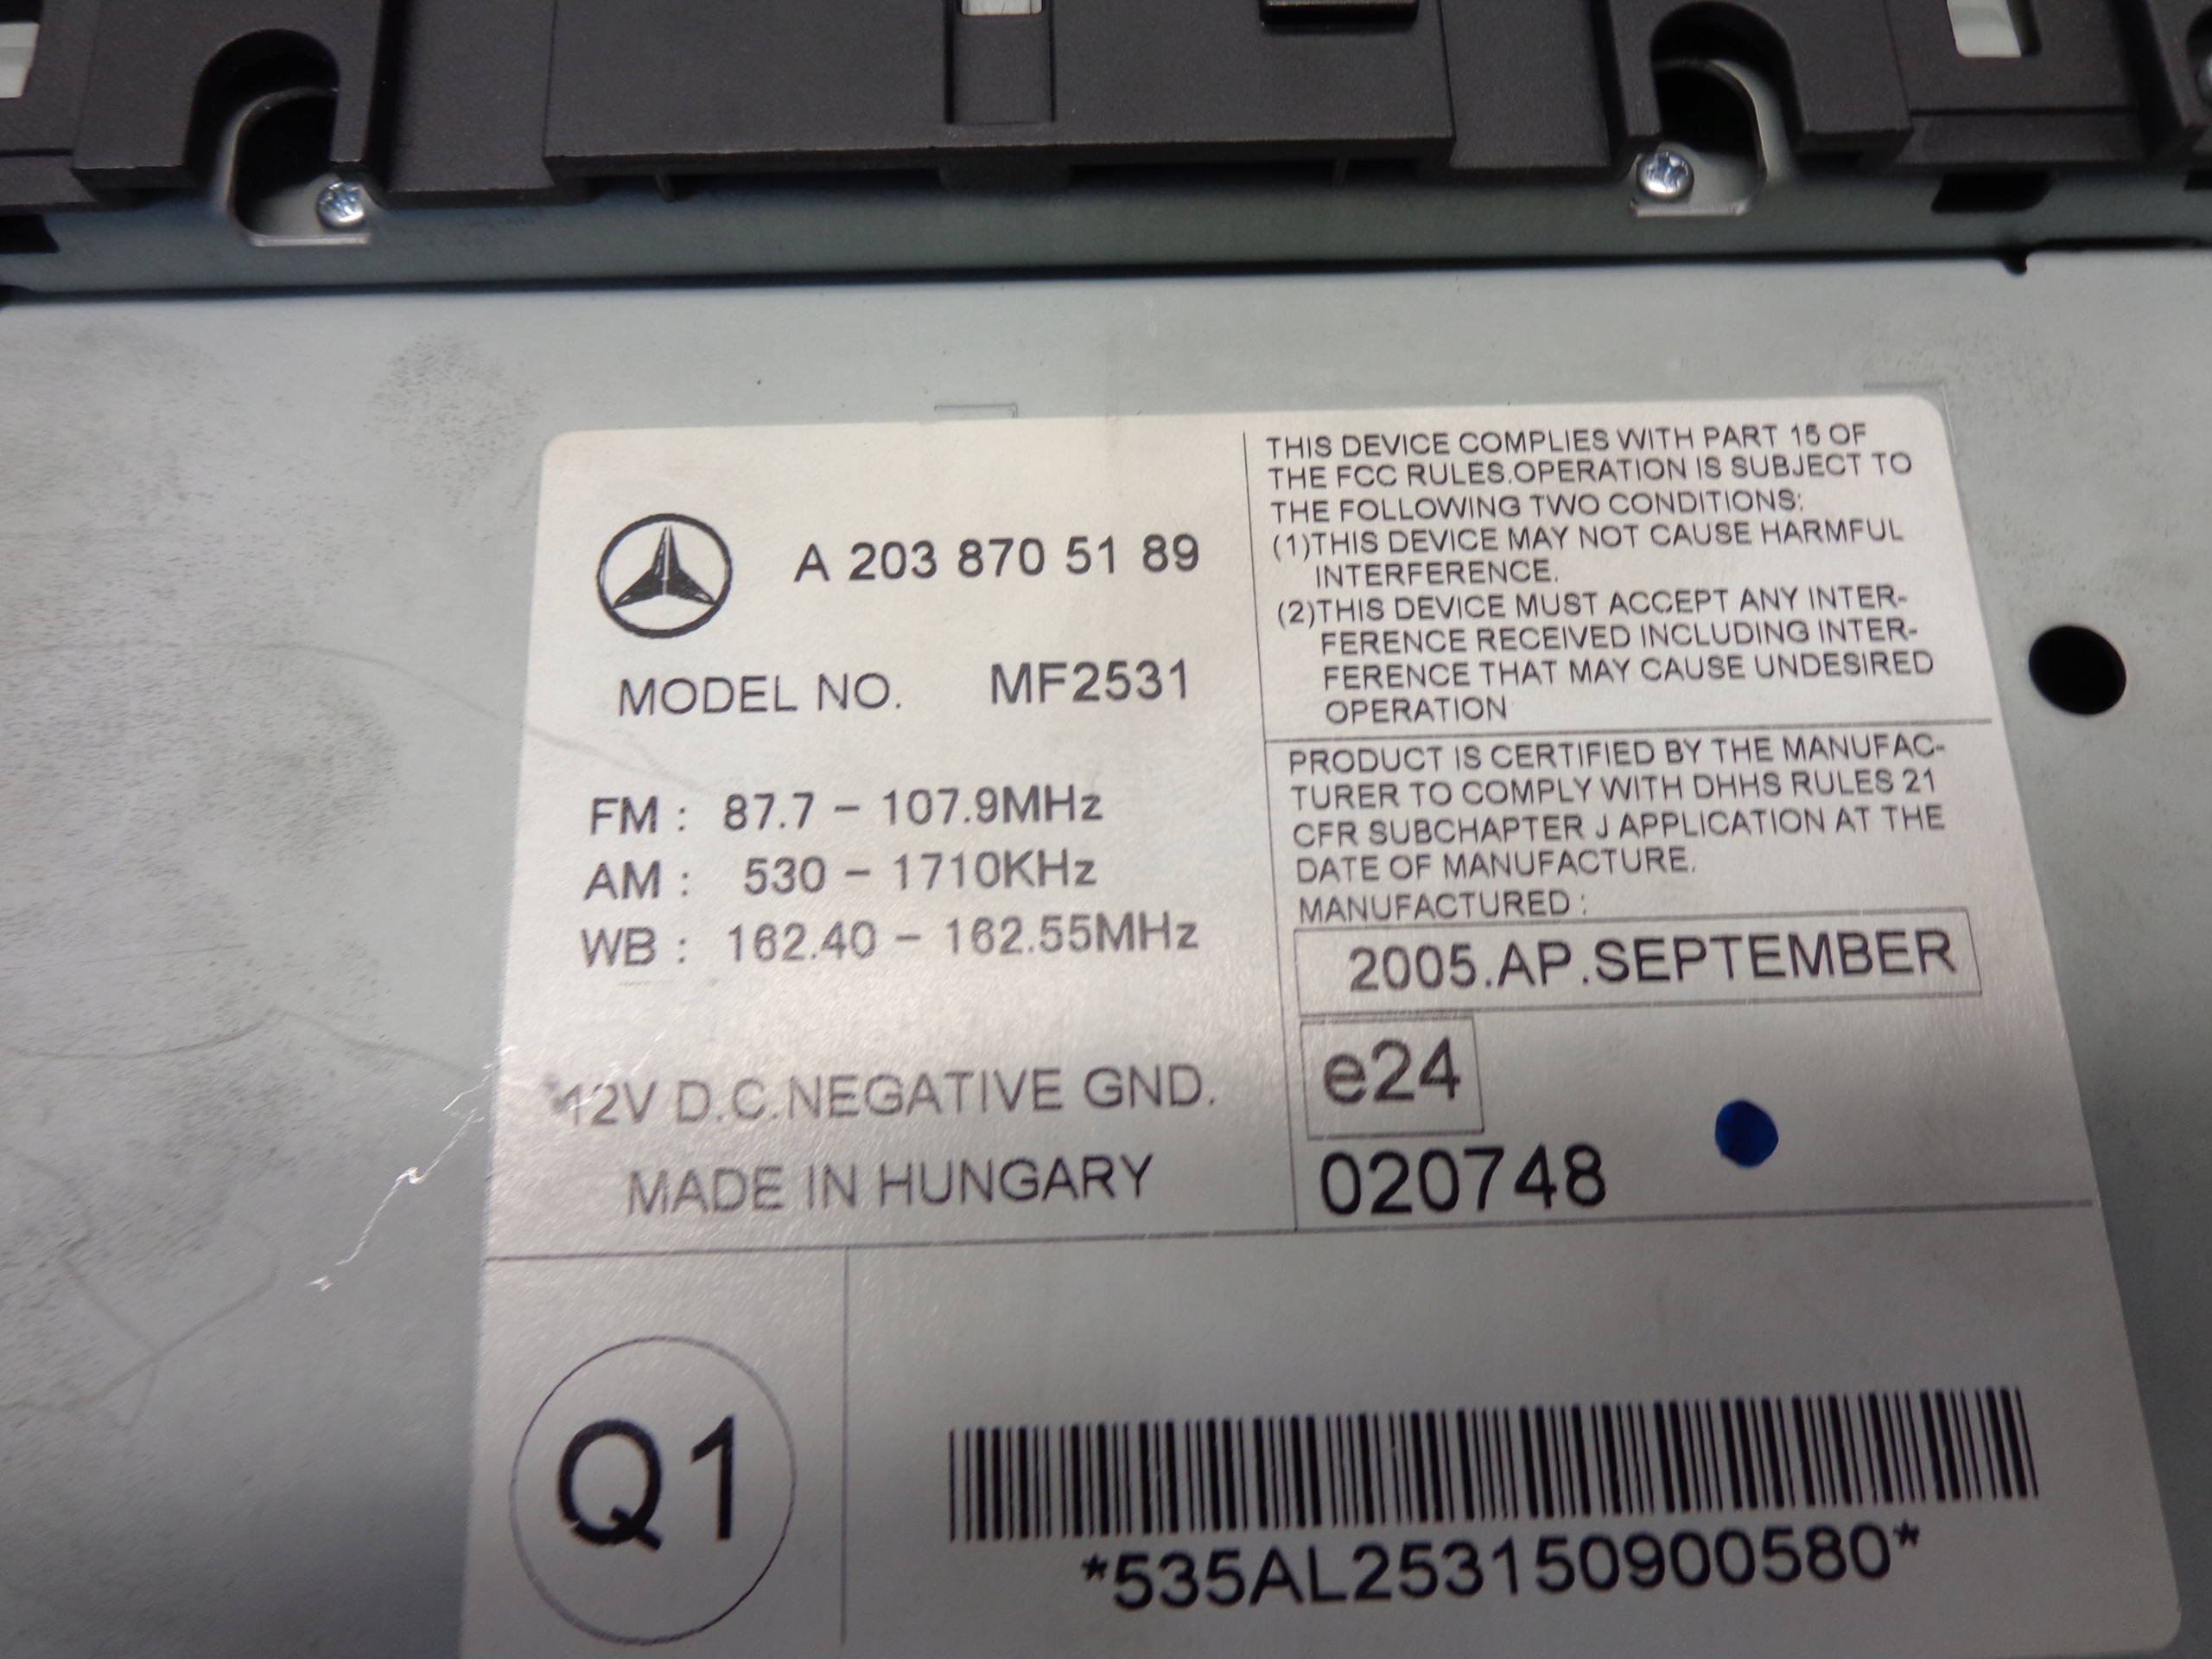 A 203 870 51 89
MODEL NO. MF2531
FM : 87.7 – 107.9MHz
AM : 530 – 1710KHz
WB : 162.40 – 162.55MHz
12V D.C.NEGATIVE GND.
MADE IN HUNGARY
THIS DEVICE COMPLIES WITH PART 15 OF
THE FCC RULES.OPERATION IS SUBJECT TO
THE FOLLOWING TWO CONDITIONS:
(1)THIS DEVICE MAY NOT CAUSE HARMFUL
INTERFERENCE.
(2)THIS DEVICE MUST ACCEPT ANY INTER-
FERENCE RECEIVED INCLUDING INTER-
FERENCE THAT MAY CAUSE UNDESIRED
OPERATION
PRODUCT IS CERTIFIED BY THE MANUFAC-
TURER TO COMPLY WITH DHHS RULES 21
CFR SUBCHAPTER J APPLICATION AT THE
DATE OF MANUFACTURE.
MANUFACTURED :
2005.AP.SEPTEMBER
e24
020748
Q1
*535AL253150900580*